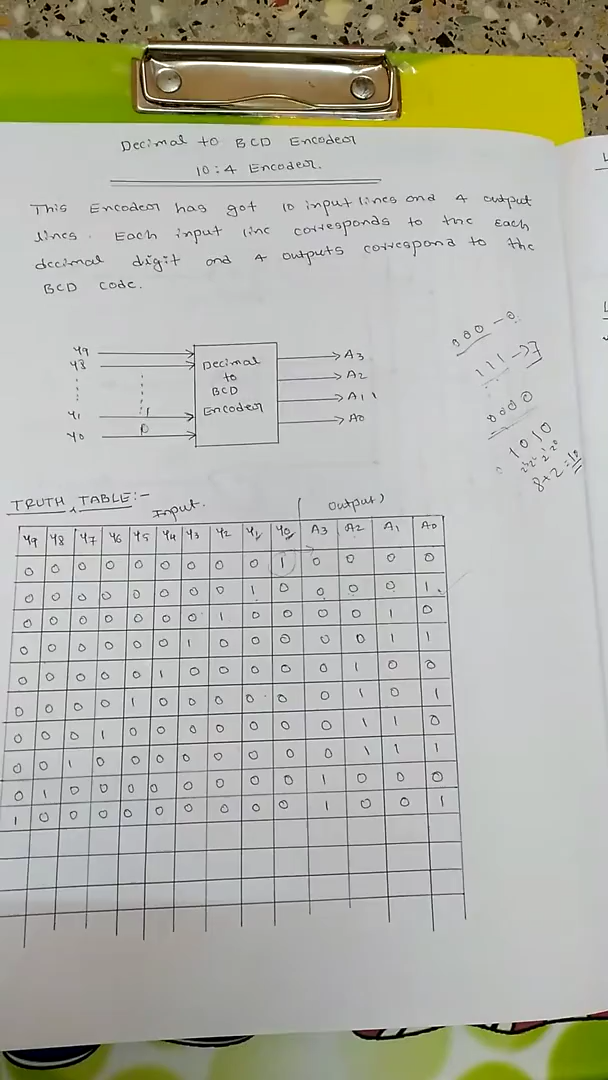 Decimal to BCD Encoder
10:4 Encoder.
This Encoder has got 10 input lines and 4 output
lines. Each input line corresponds to the Each
decimal digit and 4 outputs correspond to the
BCD code.
Y9
Y8
Y1
Y0
Decimal
to
BCD
Encoder
A3
A2
A1
A0
000-0
111->7
0000
1010
2³2²2¹2⁰
8+2=10
TRUTH TABLE:-
Input.
(Output)
Y9 Y8 Y7 Y6 Y5 Y4 Y3 Y2 Y1 Y0 A3 A2 A1 A0
0 0 0 0 0 0 0 0 0 1 0 0 0 0
0 0 0 0 0 0 0 0 1 0 0 0 0 1
0 0 0 0 0 0 0 1 0 0 0 0 1 0
0 0 0 0 0 0 1 0 0 0 0 0 1 1
0 0 0 0 0 1 0 0 0 0 0 1 0 0
0 0 0 0 1 0 0 0 0 0 0 1 0 1
0 0 0 1 0 0 0 0 0 0 0 1 1 0
0 0 1 0 0 0 0 0 0 0 0 1 1 1
0 1 0 0 0 0 0 0 0 0 1 0 0 0
1 0 0 0 0 0 0 0 0 0 1 0 0 1